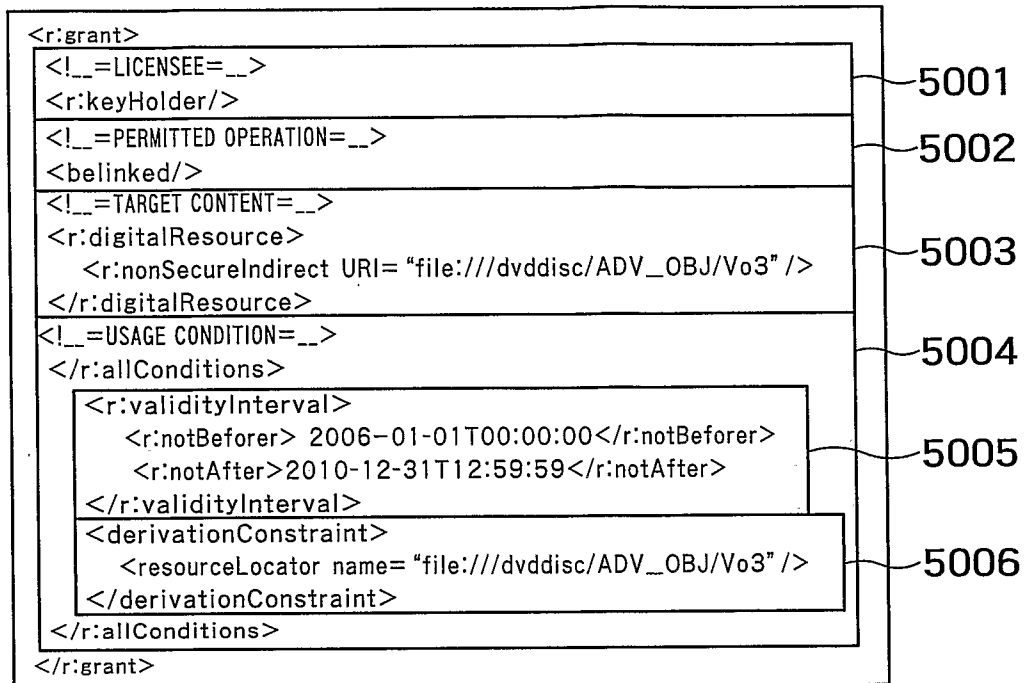 <r:grant>
<!__=LICENSEE=__>
<r:keyHolder/>
5001
<!__=PERMITTED OPERATION=__>
<belinked/>
5002
<!__=TARGET CONTENT=__>
<r:digitalResource>
<r:nonSecureIndirect URI= "file:///dvddisc/ADV_OBJ/Vo3" />
</r:digitalResource>
5003
<!__=USAGE CONDITION=__>
</r:allConditions>
5004
<r:validityInterval>
<r:notBeforer> 2006-01-01T00:00:00</r:notBeforer>
<r:notAfter>2010-12-31T12:59:59</r:notAfter>
</r:validityInterval>
5005
<derivationConstraint>
<resourceLocator name= "file:///dvddisc/ADV_OBJ/Vo3" />
</derivationConstraint>
5006
</r:allConditions>
</r:grant>